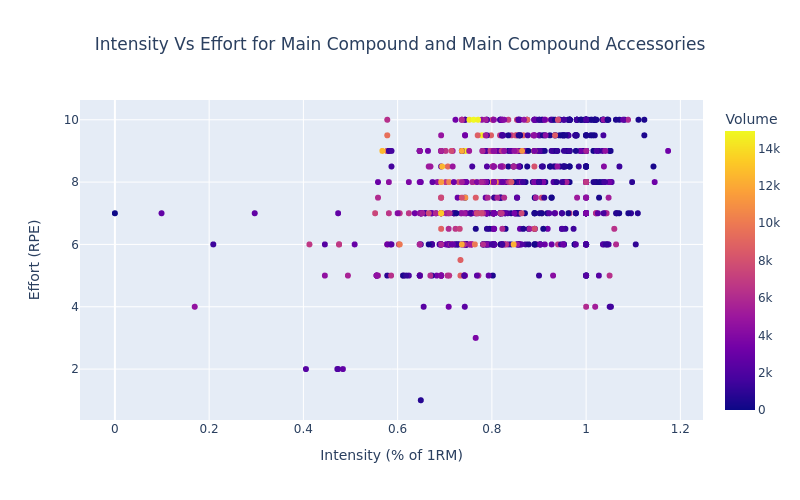 Intensity Vs Effort for Main Compound and Main Compound Accessories
Volume
14k
12k
10k
8k
6k
4k
2k
0
10
8
6
4
2
Effort (RPE)
0
0.2
0.4
0.6
0.8
1
1.2
Intensity (% of 1RM)